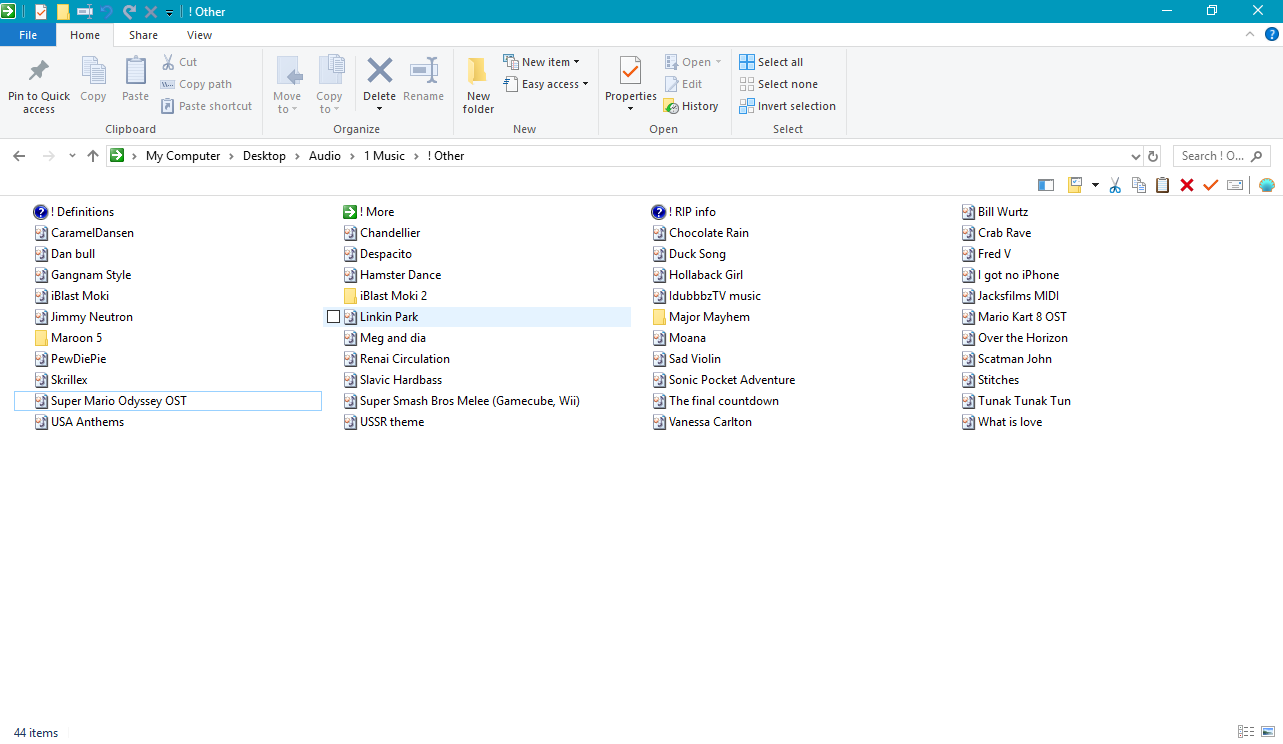 ! Other
File Home Share View
Pin to Quick access
Copy
Paste
Cut
Copy path
Paste shortcut
Clipboard
Move to
Copy to
Delete
Rename
Organize
New folder
New item
Easy access
New
Properties
Open
Edit
History
Open
Select all
Select none
Invert selection
Select
My Computer Desktop Audio 1 Music ! Other
Search ! O...
! Definitions ! More ! RIP info Bill Wurtz
CaramelDansen Chandellier Chocolate Rain Crab Rave
Dan bull Despacito Duck Song Fred V
Gangnam Style Hamster Dance Hollaback Girl I got no iPhone
iBlast Moki iBlast Moki 2 IdubbbzTV music Jacksfilms MIDI
Jimmy Neutron Linkin Park Major Mayhem Mario Kart 8 OST
Maroon 5 Meg and dia Moana Over the Horizon
PewDiePie Renai Circulation Sad Violin Scatman John
Skrillex Slavic Hardbass Sonic Pocket Adventure Stitches
Super Mario Odyssey OST Super Smash Bros Melee (Gamecube, Wii) The final countdown Tunak Tunak Tun
USA Anthems USSR theme Vanessa Carlton What is love
44 items